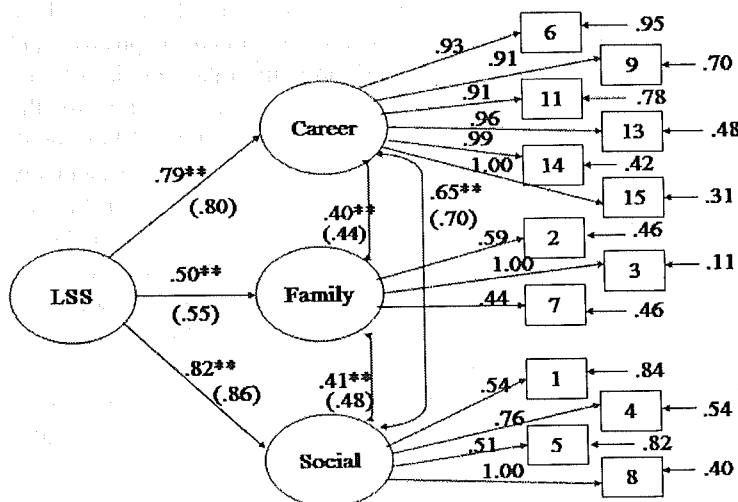 .93 6 .95
.91 9 .70
.91 11 .78
Career .96 13 .48
.99 14 .42
1.00 15 .31
.79**
(.80)
.40**
(.44)
.65**
(.70)
.59 2 .46
1.00 3 .11
LSS .50** Family .44 7 .46
(.55)
.82**
(.86)
.41**
(.48)
.54 1 .84
.76 4 .54
.51 5 .82
Social 1.00 8 .40